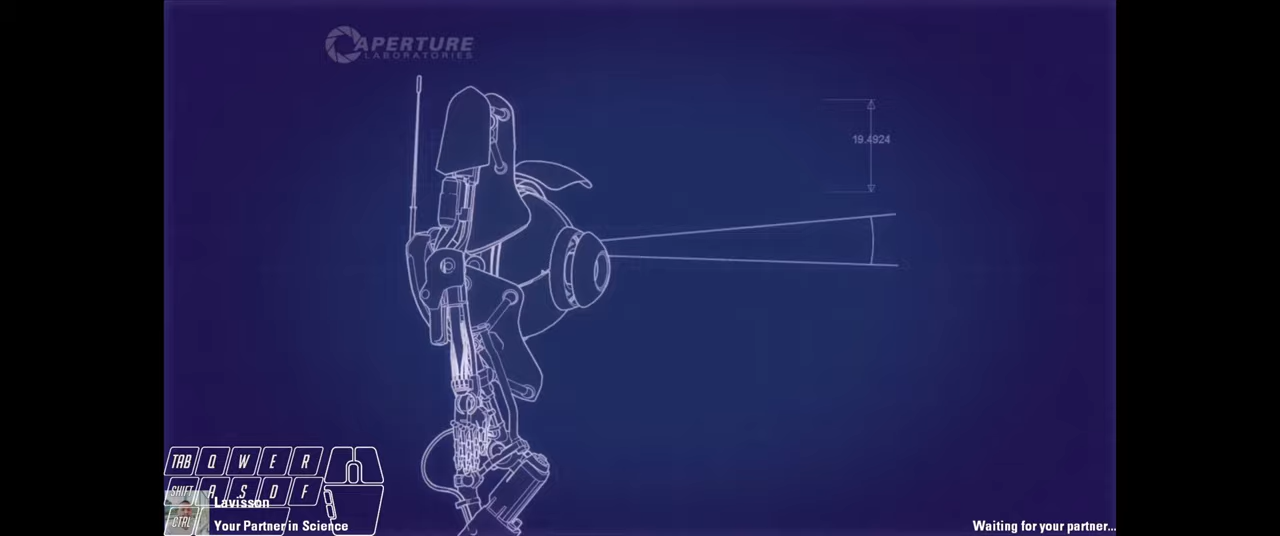 APERTURE
LABORATORIES
19.4924
TAB Q W E R
SHIFT A S D F
CTRL
Lavisson
Your Partner in Science
Waiting for your partner...